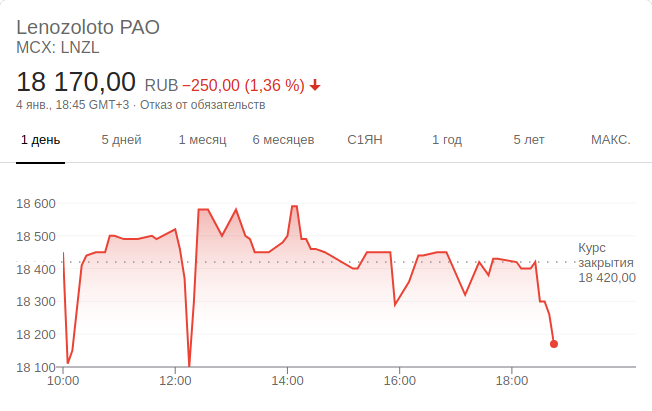 Lenozoloto PAO
MCX: LNZL
18 170,00 RUB −250,00 (1,36 %)
4 янв., 18:45 GMT+3 · Отказ от обязательств
1 день 5 дней 1 месяц 6 месяцев С1ЯН 1 год 5 лет МАКС.
18 600
18 500
18 400
18 300
18 200
18 100
Курс
закрытия
18 420,00
10:00 12:00 14:00 16:00 18:00